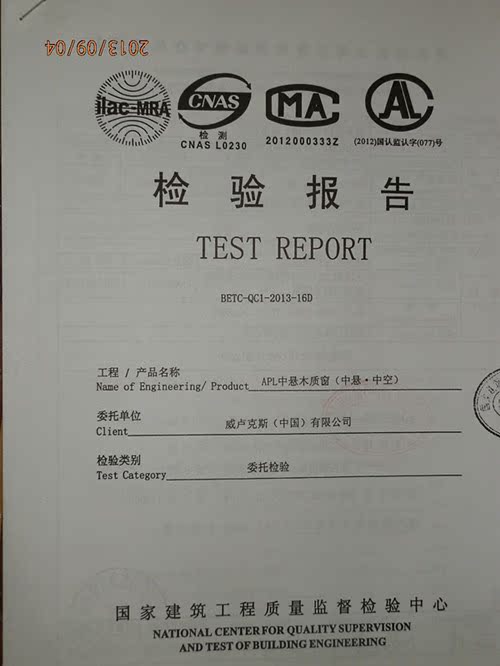 2013/09/04
ilac-MRA
CNAS
检 测
CNAS L0230
MA
2012000333Z
CAL
(2012)国认监认字(077)号
检 验 报 告
TEST REPORT
BETC-QC1-2013-16D
工程 / 产品名称
Name of Engineering/ Product APL中悬木质窗（中悬·中空）
委托单位
Client 威卢克斯（中国）有限公司
检验类别
Test Category 委托检验
国家建筑工程质量监督检验中心
NATIONAL CENTER FOR QUALITY SUPERVISION
AND TEST OF BUILDING ENGINEERING